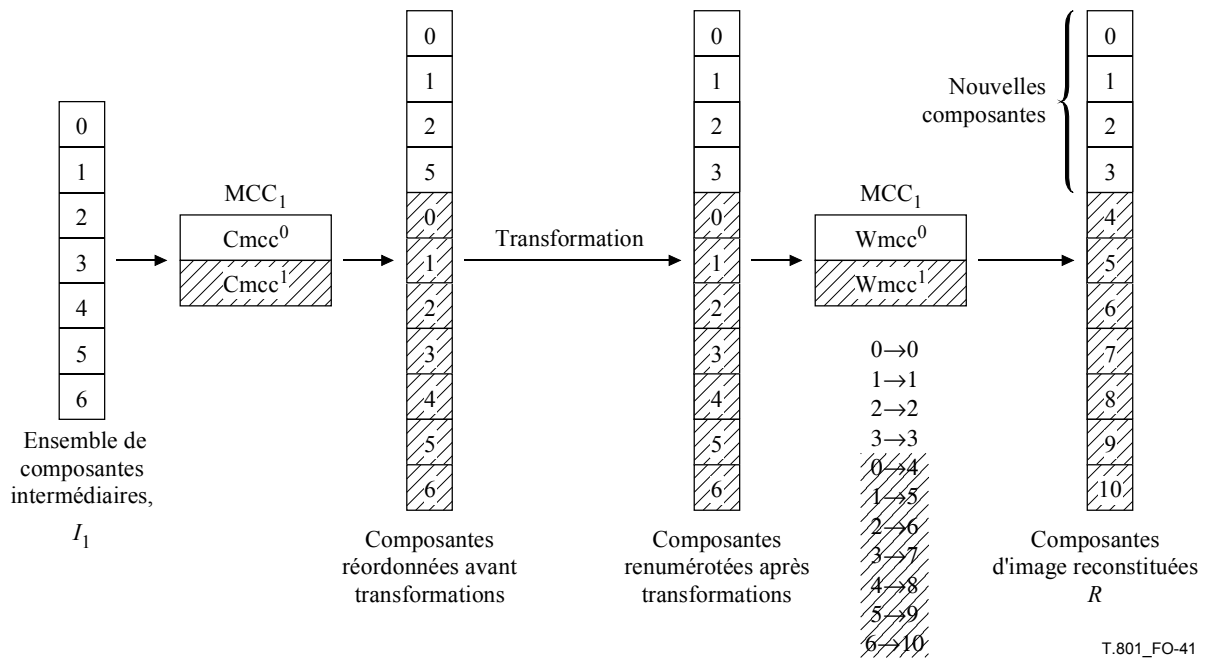 0
1
2
3
4
5
6
Ensemble de
composantes
intermédiaires,
I1
MCC1
Cmcc0
Cmcc1
0
1
2
5
0
1
2
3
4
5
6
Composantes
réordonnées avant
transformations
Transformation
0
1
2
3
0
1
2
3
4
5
6
Composantes
renumérotées après
transformations
MCC1
Wmcc0
Wmcc1
0→0
1→1
2→2
3→3
0→4
1→5
2→6
3→7
4→8
5→9
6→10
Nouvelles
composantes
0
1
2
3
4
5
6
7
8
9
10
Composantes
d'image reconstituées
R
T.801_FO-41